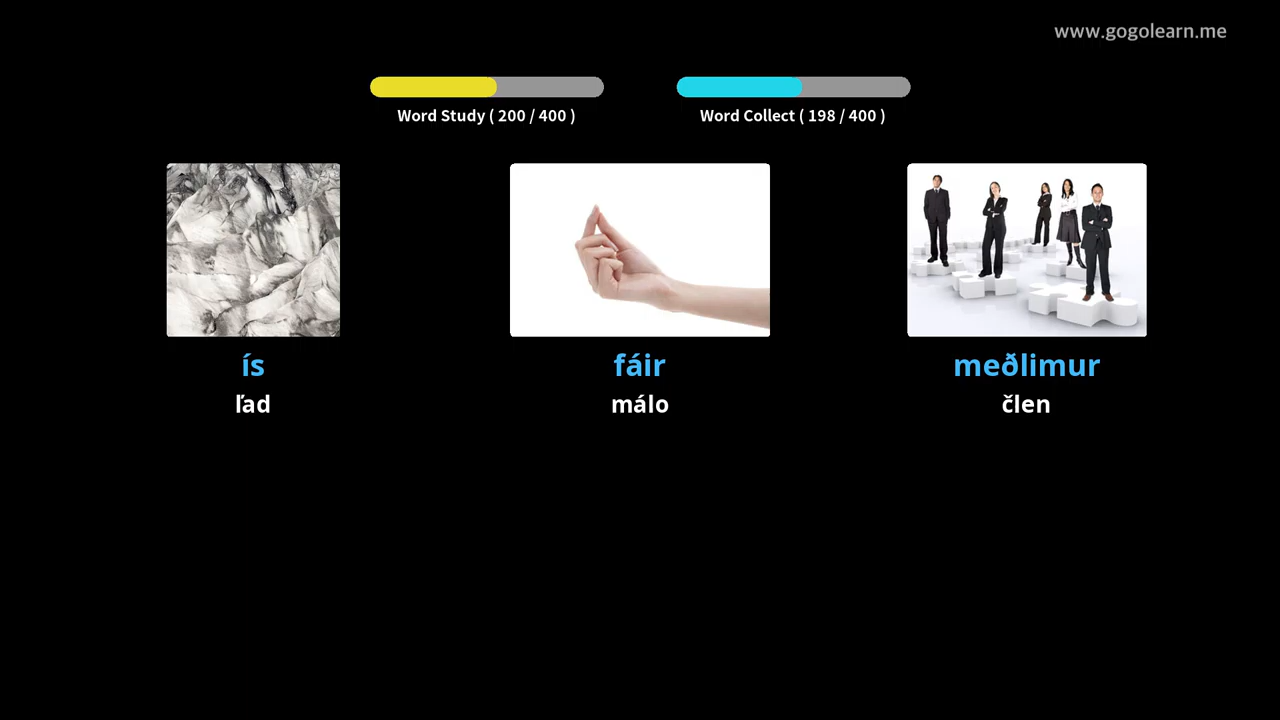 www.gogolearn.me
Word Study ( 200 / 400 )
Word Collect ( 198 / 400 )
ís
ľad
fáir
málo
meðlimur
člen